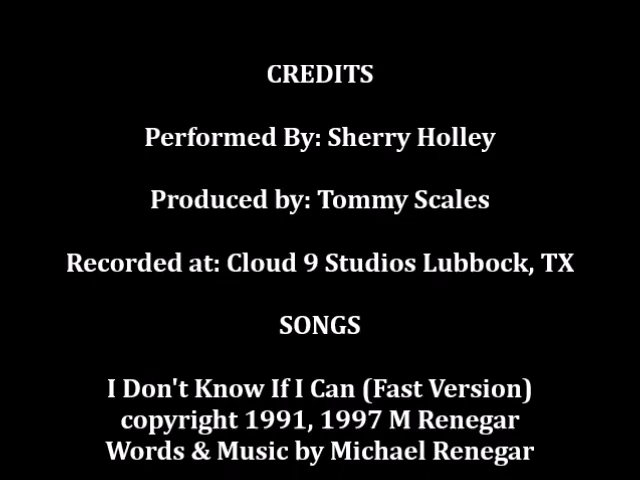 CREDITS
Performed By: Sherry Holley
Produced by: Tommy Scales
Recorded at: Cloud 9 Studios Lubbock, TX
SONGS
I Don't Know If I Can (Fast Version)
copyright 1991, 1997 M Renegar
Words & Music by Michael Renegar